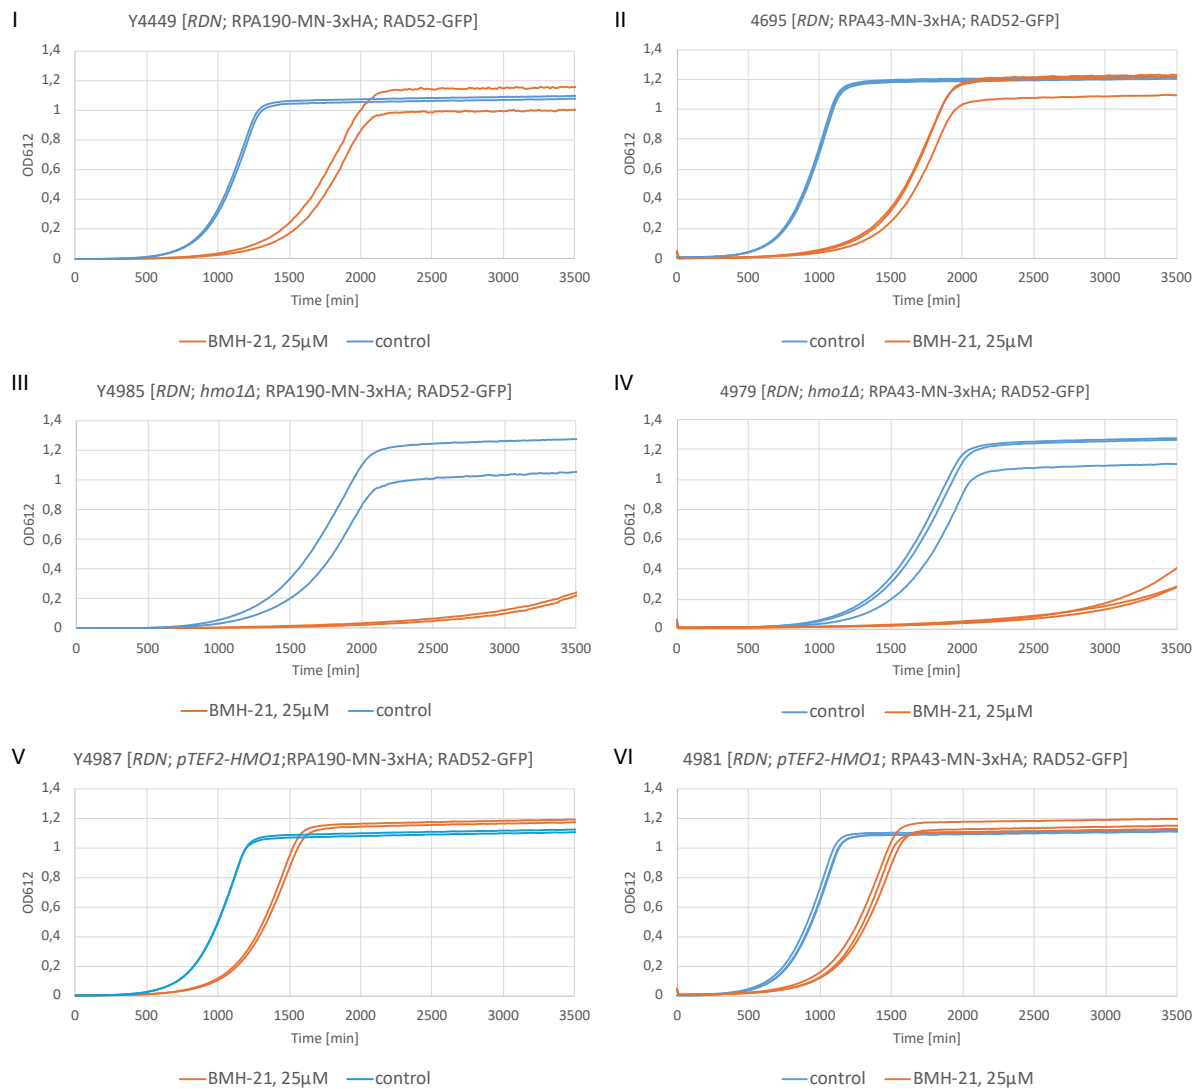 I
Y4449 [RDN; RPA190-MN-3xHA; RAD52-GFP]
1,4
1,2
1
0,8
0,6
0,4
0,2
0
OD612
0 500 1000 1500 2000 2500 3000 3500
Time [min]
BMH-21, 25µM control
II
4695 [RDN; RPA43-MN-3xHA; RAD52-GFP]
1,4
1,2
1
0,8
0,6
0,4
0,2
0
OD612
0 500 1000 1500 2000 2500 3000 3500
Time [min]
control BMH-21, 25µM
III
Y4985 [RDN; hmo1Δ; RPA190-MN-3xHA; RAD52-GFP]
1,4
1,2
1
0,8
0,6
0,4
0,2
0
OD612
0 500 1000 1500 2000 2500 3000 3500
Time [min]
BMH-21, 25µM control
IV
4979 [RDN; hmo1Δ; RPA43-MN-3xHA; RAD52-GFP]
1,4
1,2
1
0,8
0,6
0,4
0,2
0
OD612
0 500 1000 1500 2000 2500 3000 3500
Time [min]
control BMH-21, 25µM
V
Y4987 [RDN; pTEF2-HMO1;RPA190-MN-3xHA; RAD52-GFP]
1,4
1,2
1
0,8
0,6
0,4
0,2
0
OD612
0 500 1000 1500 2000 2500 3000 3500
Time [min]
BMH-21, 25µM control
VI
4981 [RDN; pTEF2-HMO1; RPA43-MN-3xHA; RAD52-GFP]
1,4
1,2
1
0,8
0,6
0,4
0,2
0
OD612
0 500 1000 1500 2000 2500 3000 3500
Time [min]
control BMH-21, 25µM